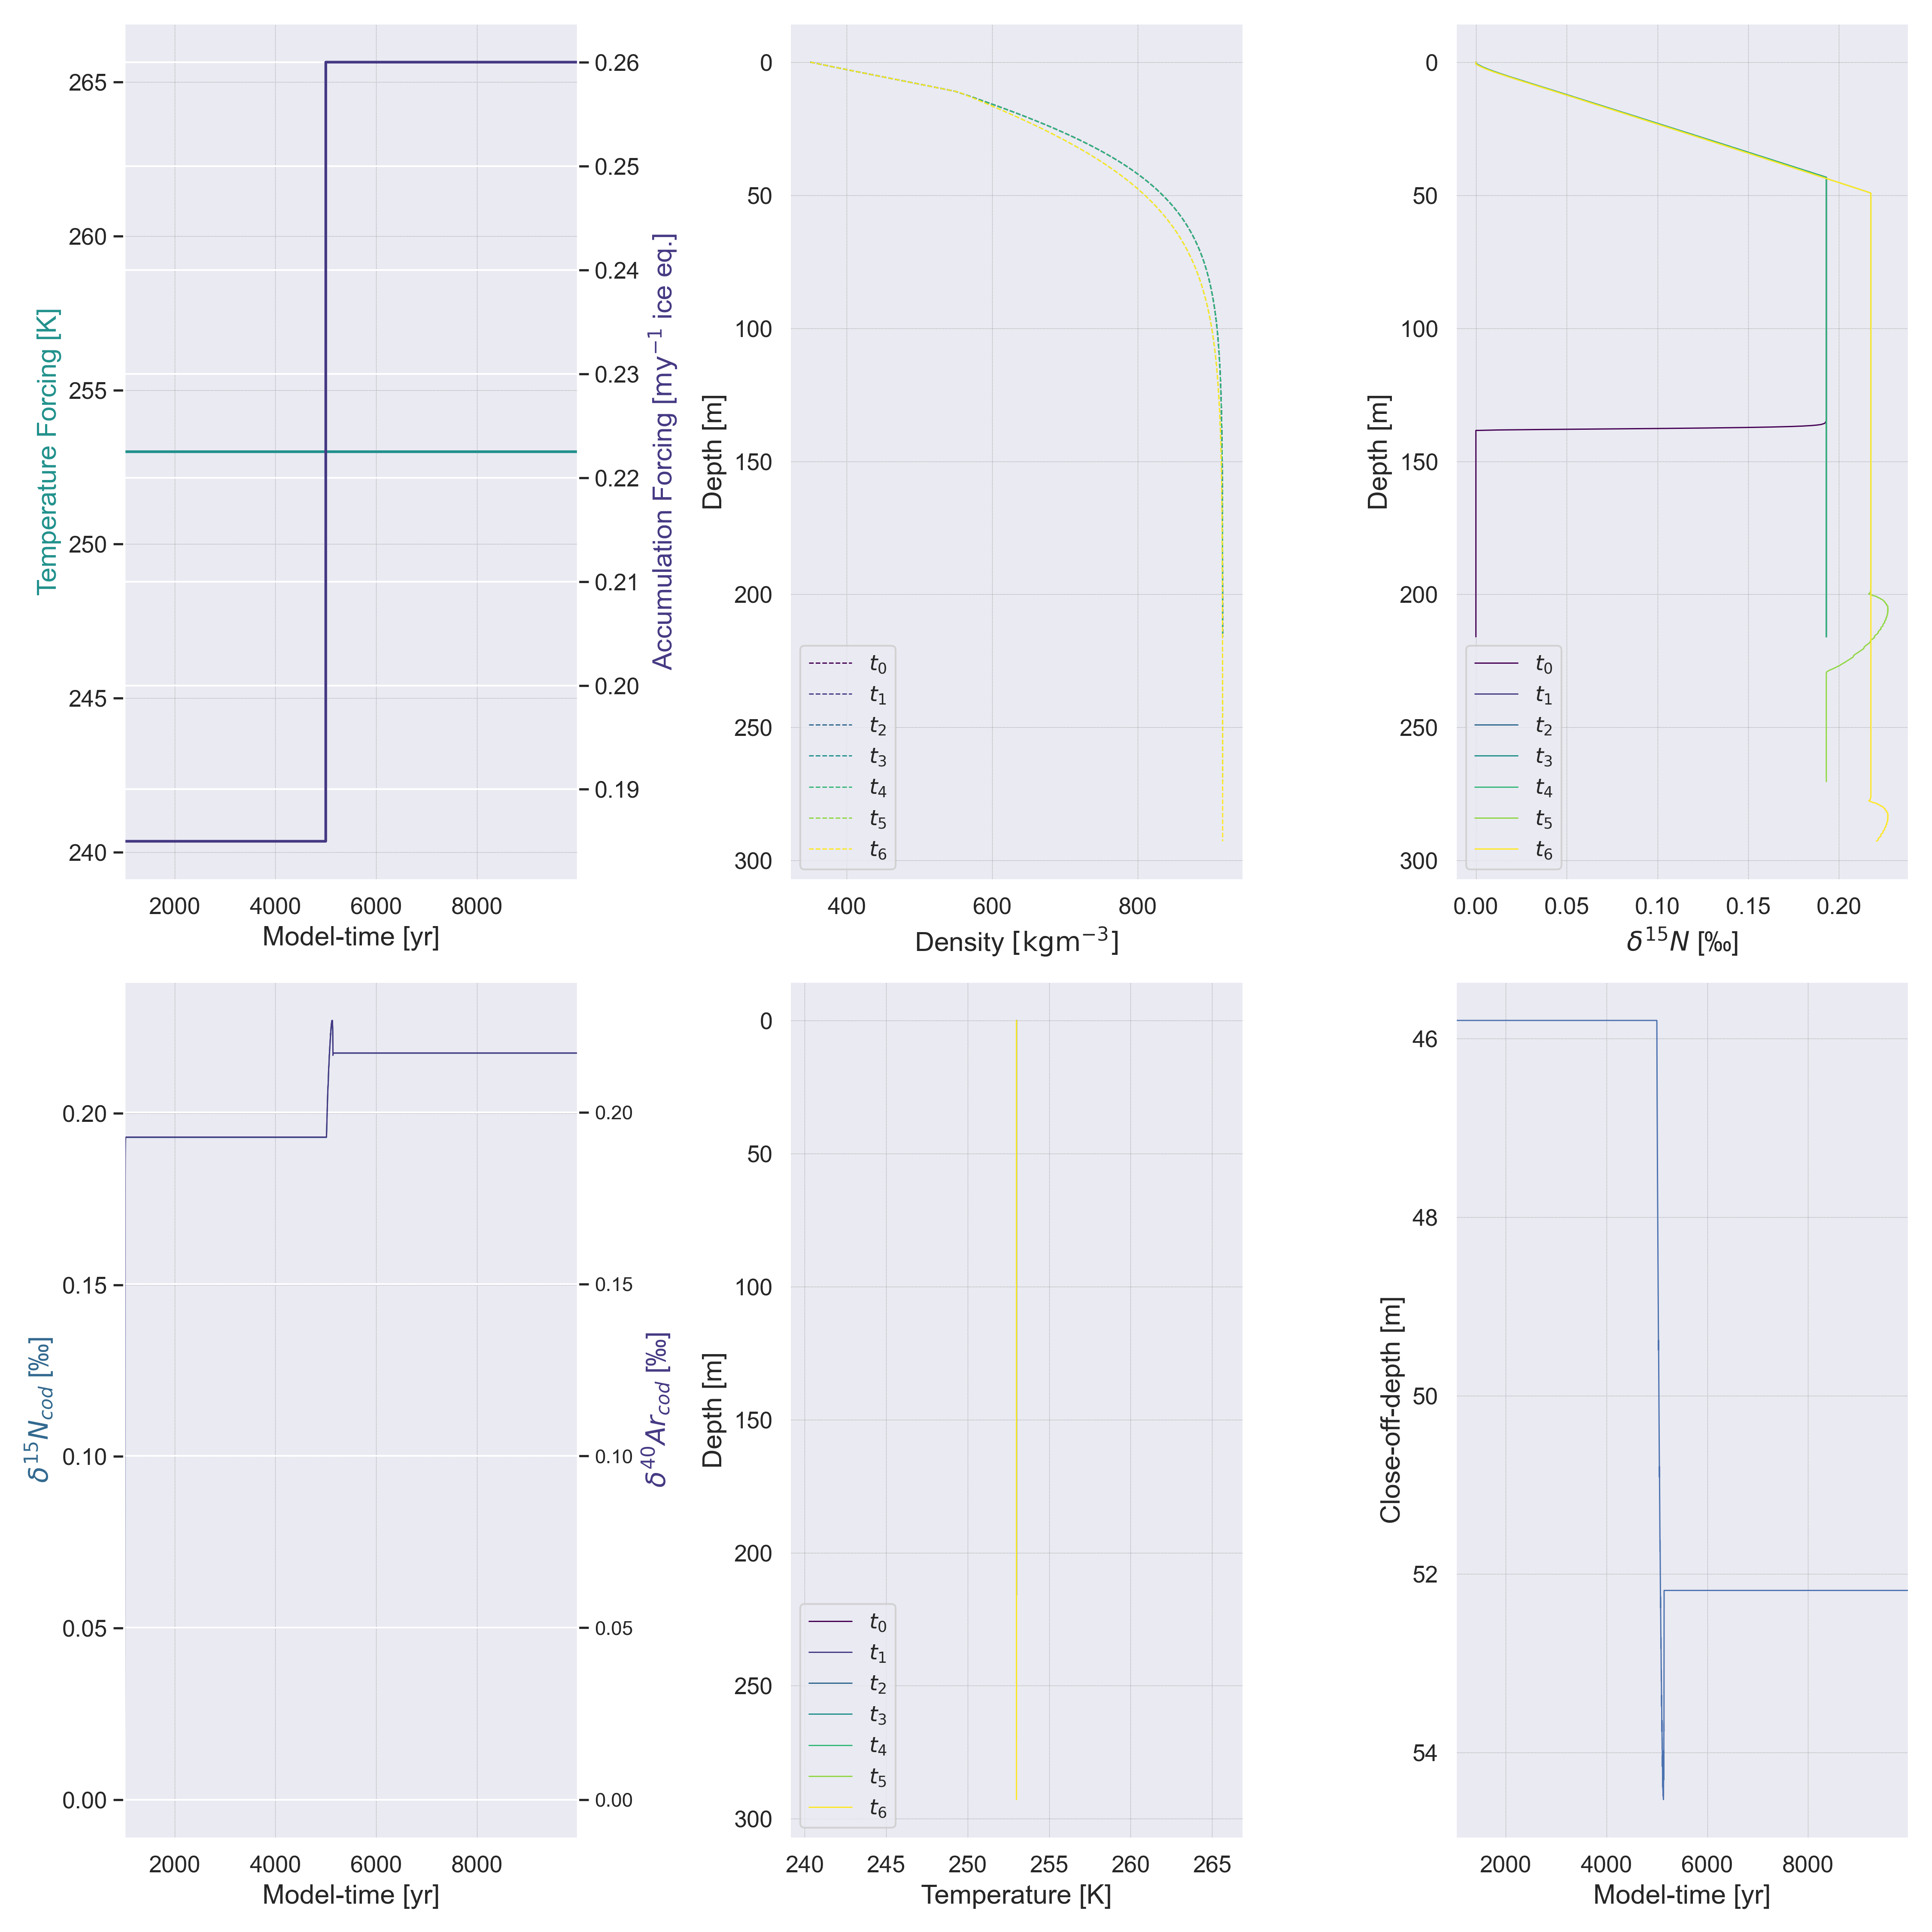 Temperature Forcing [K]
265
260
255
250
245
240
2000 4000 6000 8000
Model-time [yr]
0.26
0.25
0.24
0.23
0.22
0.21
0.20
0.19
Accumulation Forcing [my⁻¹ ice eq.]
Depth [m]
0
50
100
150
200
250
300
t₀
t₁
t₂
t₃
t₄
t₅
t₆
400 600 800
Density [kgm⁻³]
Depth [m]
0
50
100
150
200
250
300
t₀
t₁
t₂
t₃
t₄
t₅
t₆
0.00 0.05 0.10 0.15 0.20
δ¹⁵N [‰]
δ¹⁵N_cod [‰]
0.20
0.15
0.10
0.05
0.00
2000 4000 6000 8000
Model-time [yr]
0.20
0.15
0.10
0.05
0.00
δ⁴⁰Ar_cod [‰]
Depth [m]
0
50
100
150
200
250
300
t₀
t₁
t₂
t₃
t₄
t₅
t₆
240 245 250 255 260 265
Temperature [K]
Close-off-depth [m]
46
48
50
52
54
2000 4000 6000 8000
Model-time [yr]